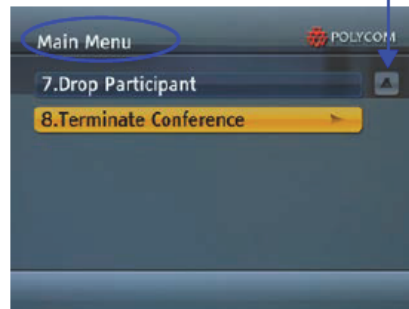 Main Menu
POLYCOM
7.Drop Participant
8.Terminate Conference